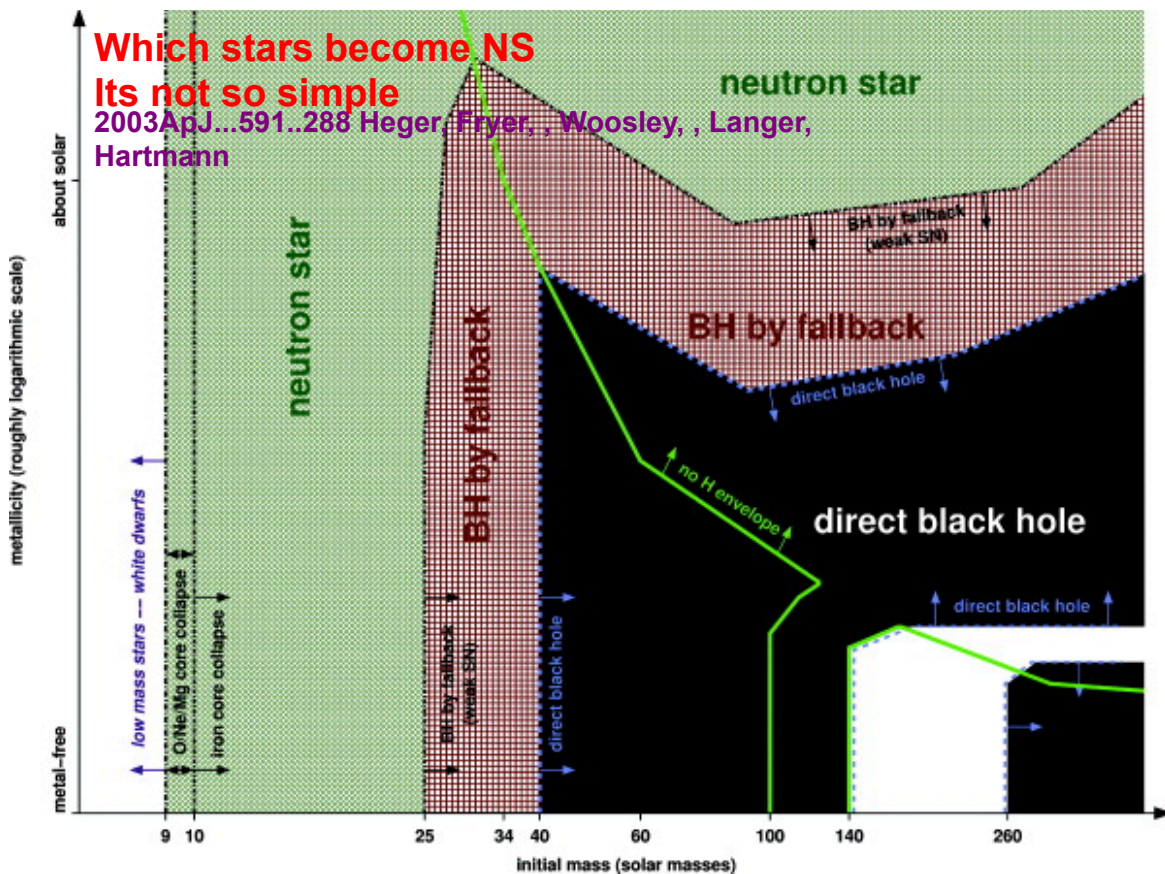 Which stars become NS
Its not so simple
2003ApJ...591..288 Heger, Fryer, , Woosley, , Langer,
Hartmann
neutron star
about solar
BH by fallback
(weak SN)
neutron star
metallicity (roughly logarithmic scale)
BH by fallback
BH by fallback
direct black hole
no H envelope
direct black hole
low mass stars –– white dwarfs
O/Ne/Mg core collapse
iron core collapse
BH by fallback
(weak SN)
direct black hole
direct black hole
metal–free
9 10 25 34 40 60 100 140 260
initial mass (solar masses)